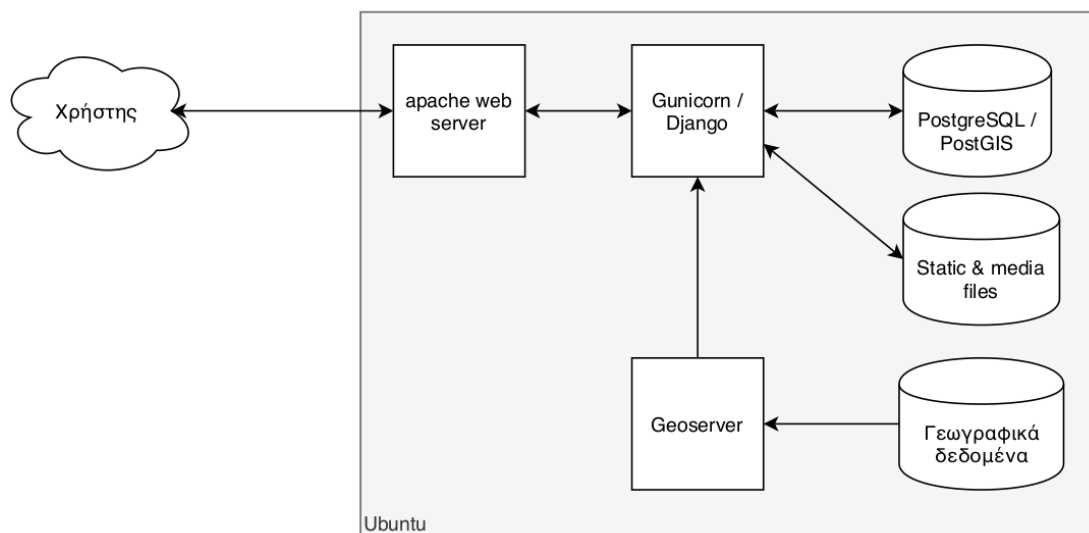 Χρήστης
apache web
server
Gunicorn /
Django
PostgreSQL /
PostGIS
Static & media
files
Geoserver
Γεωγραφικά
δεδομένα
Ubuntu